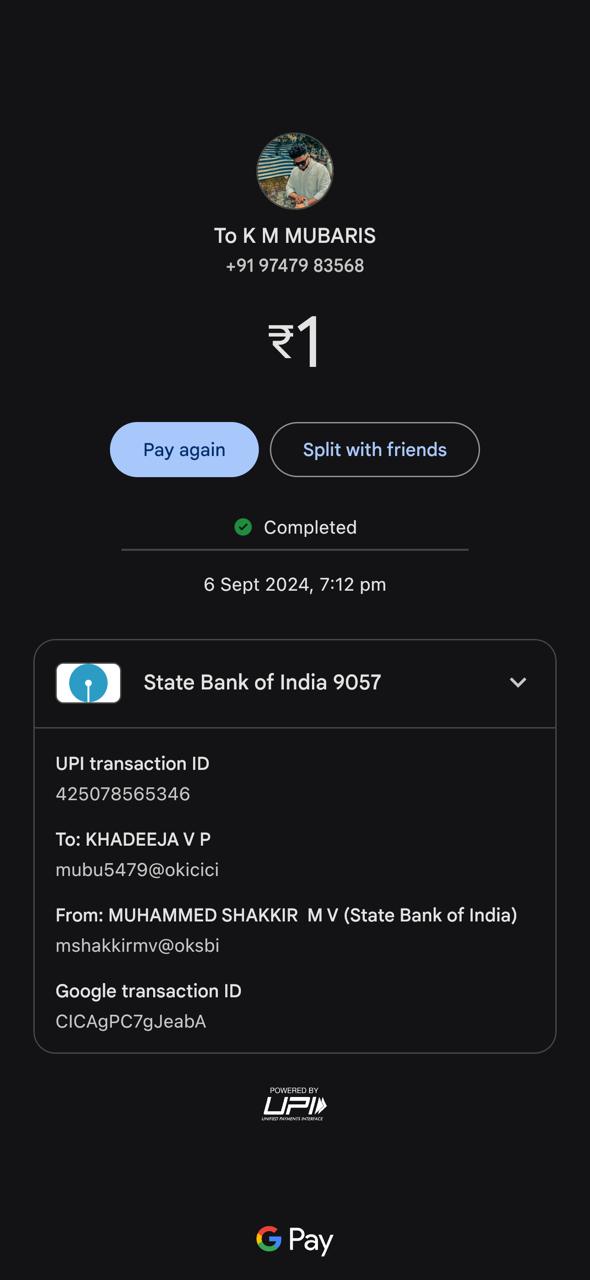 To K M MUBARIS
+91 97479 83568
₹1
Pay again
Split with friends
Completed
6 Sept 2024, 7:12 pm
State Bank of India 9057
UPI transaction ID
425078565346
To: KHADEEJA V P
mubu5479@okicici
From: MUHAMMED SHAKKIR  M V (State Bank of India)
mshakkirmv@oksbi
Google transaction ID
CICAgPC7gJeabA
POWERED BY
UPI
UNIFIED PAYMENTS INTERFACE
G Pay